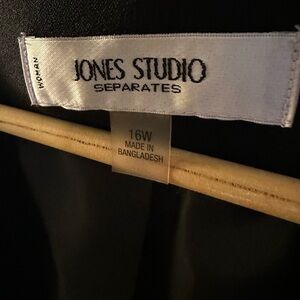 WOMAN
JONES STUDIO
SEPARATES
16W
MADE IN
BANGLADESH